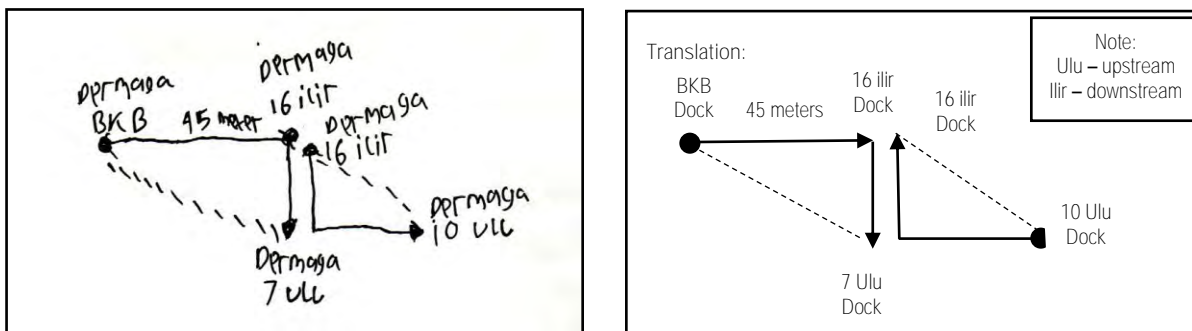 Dermaga
BKB
45 meter
Dermaga
16 ilir
Dermaga
16 ilir
Dermaga
10 ulu
Dermaga
7 ulu
Translation:
BKB
Dock
45 meters
16 ilir
Dock
16 ilir
Dock
10 Ulu
Dock
7 Ulu
Dock
Note:
Ulu – upstream
Ilir – downstream